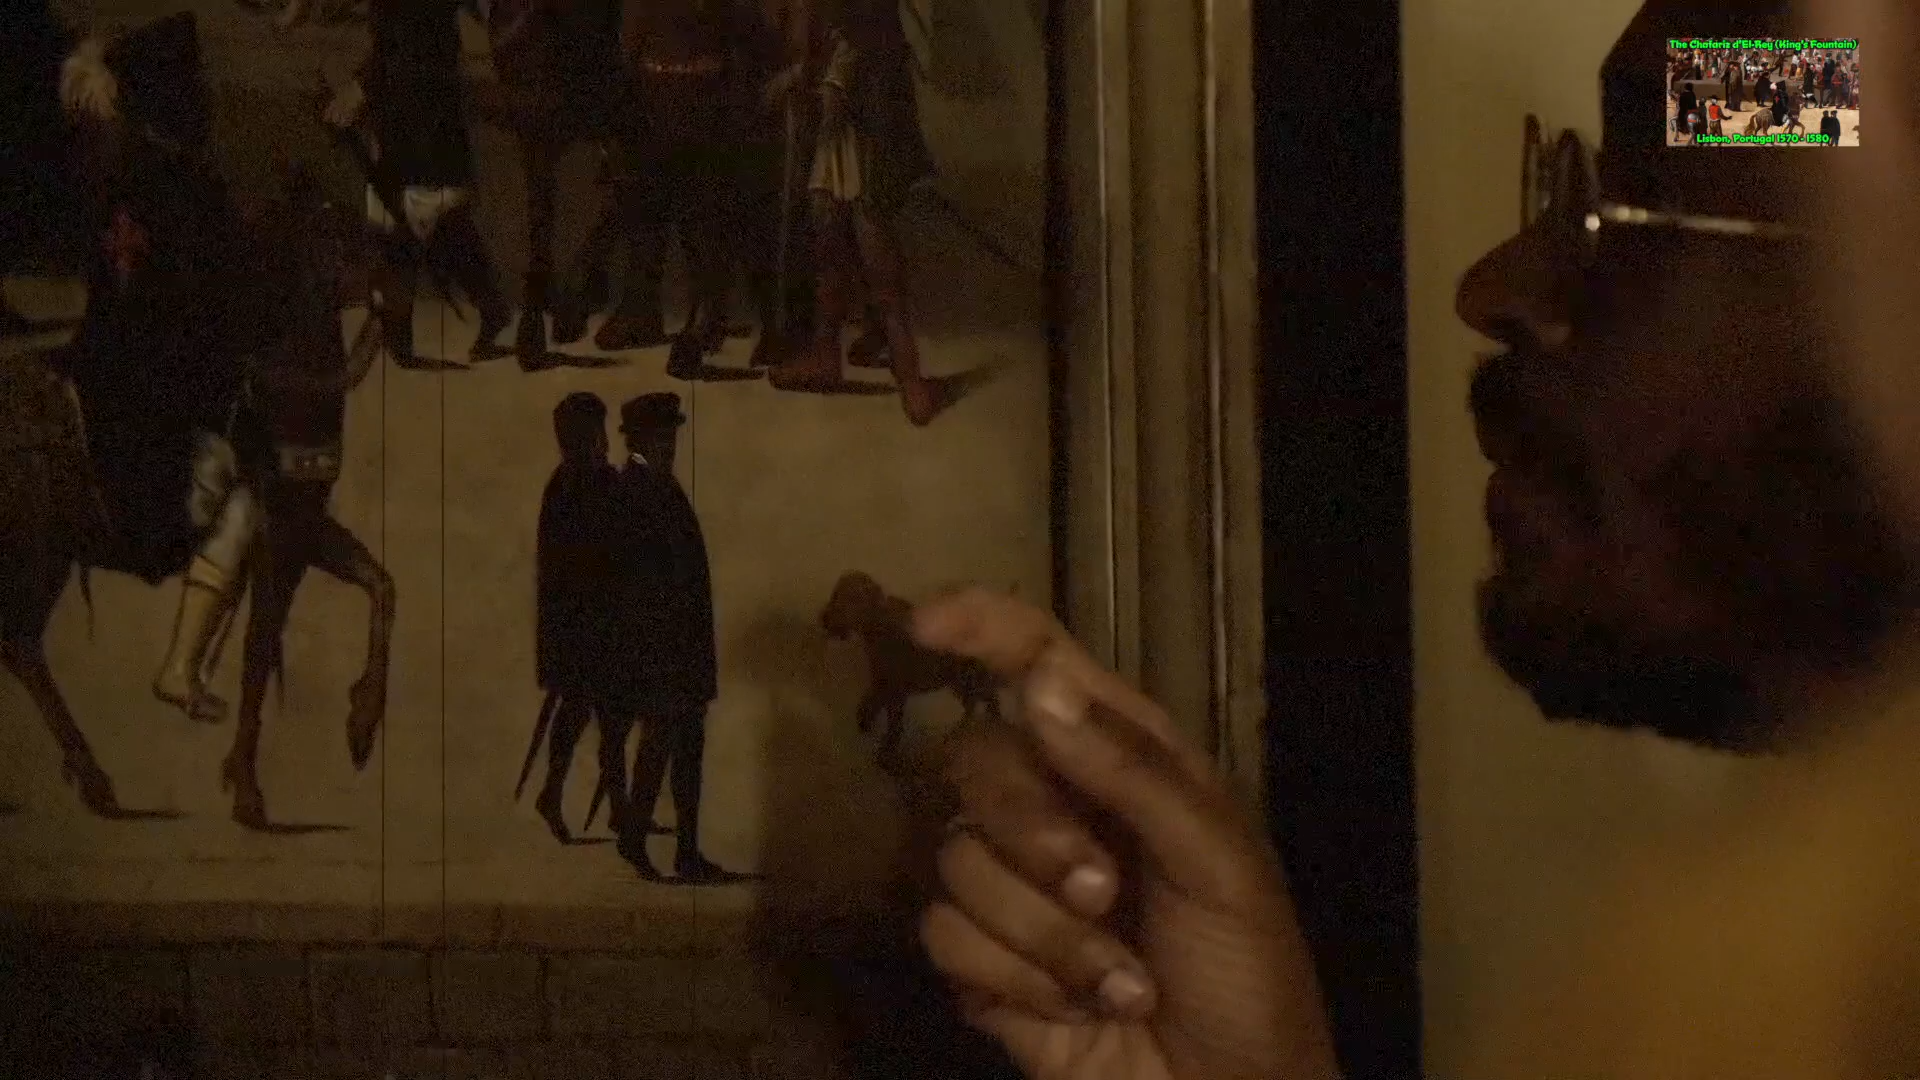 The Chafariz d'El-Rey (King's Fountain)
Lisbon, Portugal 1570 - 1580